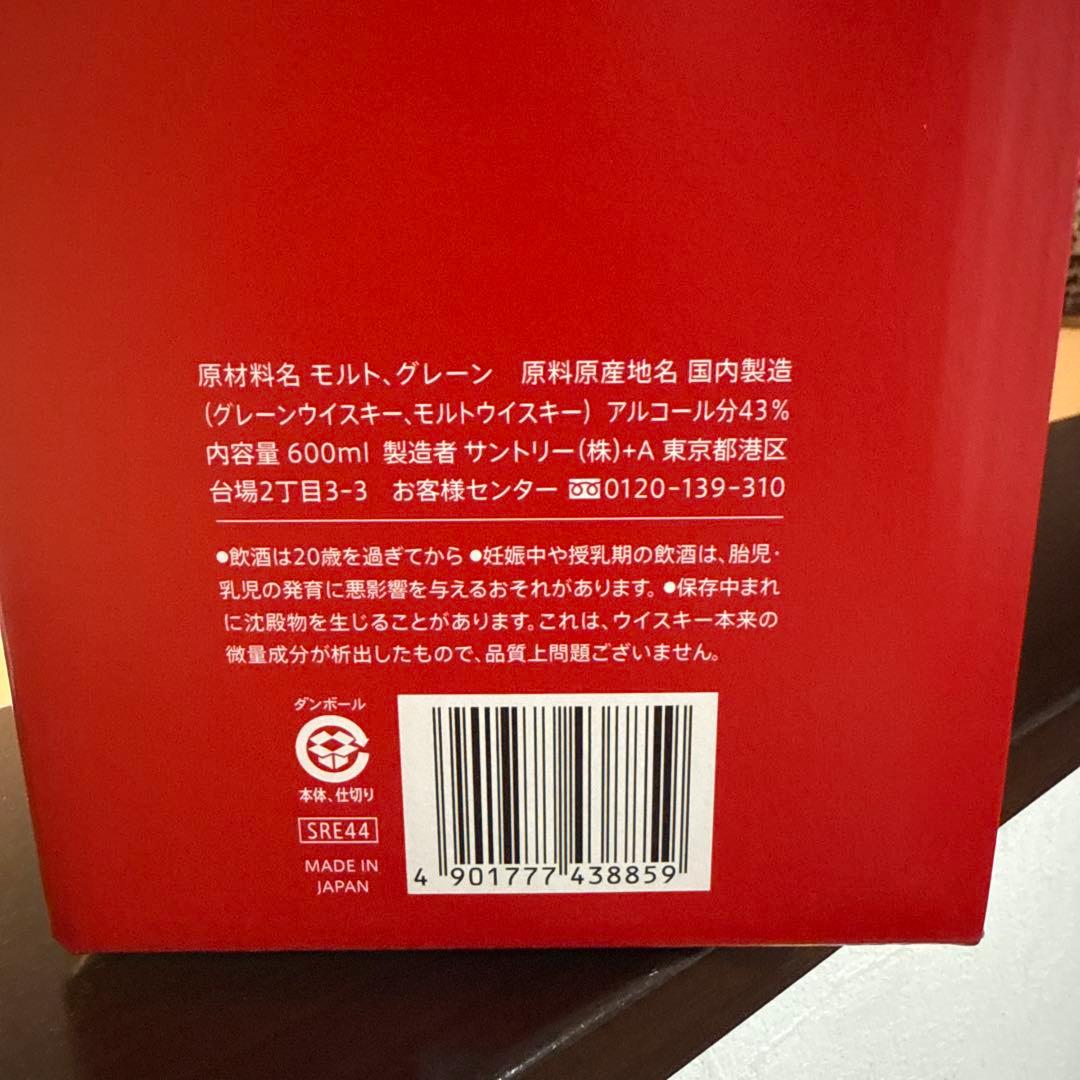 原材料名 モルト、グレーン 原料原産地名 国内製造
(グレーンウイスキー、モルトウイスキー) アルコール分43%
内容量 600ml 製造者 サントリー(株)+A 東京都港区
台場2丁目3-3 お客様センター 0120-139-310
●飲酒は20歳を過ぎてから ●妊娠中や授乳期の飲酒は、胎児・
乳児の発育に悪影響を与えるおそれがあります。 ●保存中まれ
に沈殿物を生じることがあります。これは、ウイスキー本来の
微量成分が析出したもので、品質上問題ございません。
ダンボール
本体、仕切り
SRE44
MADE IN
JAPAN
4 901777 438859